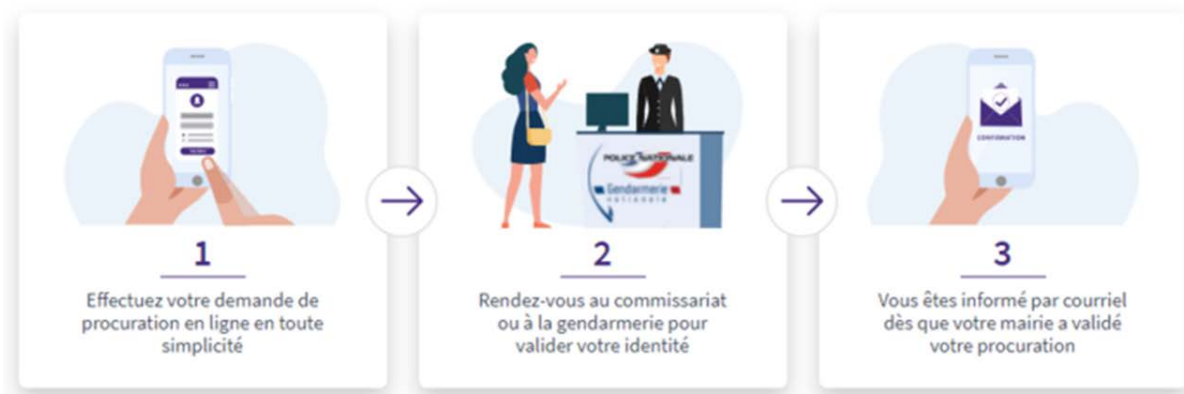 CONFIRMATION
POLICE NATIONALE
Gendarmerie
nationale
1
Effectuez votre demande de
procuration en ligne en toute
simplicité
2
Rendez-vous au commissariat
ou à la gendarmerie pour
valider votre identité
3
Vous êtes informé par courriel
dès que votre mairie a validé
votre procuration